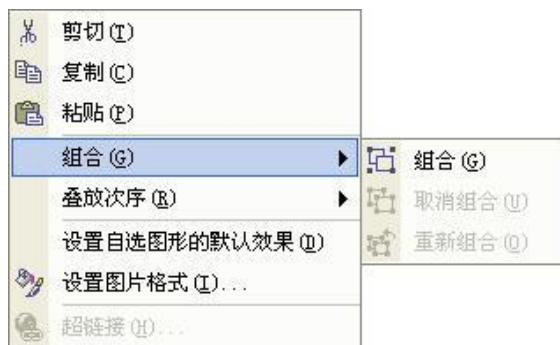 剪切(T)
复制(C)
粘贴(P)
组合(G)
叠放次序(R)
设置自选图形的默认效果(D)
设置图片格式(I)...
超链接(H)...
组合(G)
取消组合(U)
重新组合(O)